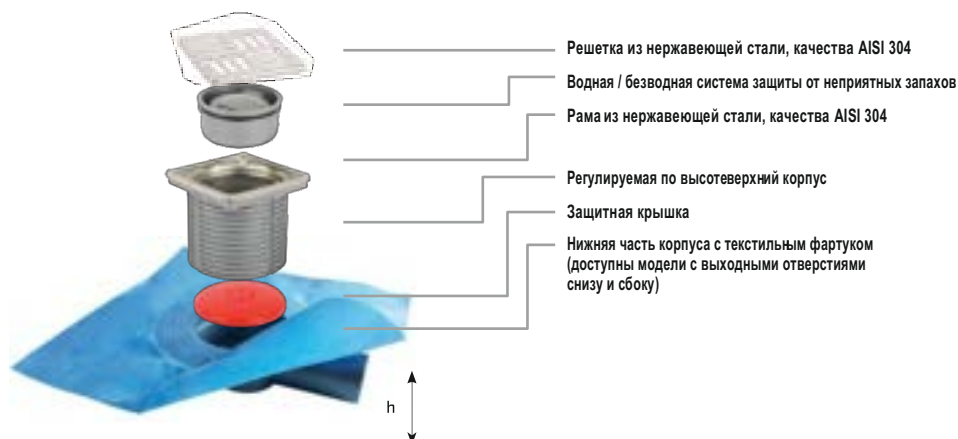 Решетка из нержавеющей стали, качества AISI 304
Водная / безводная система защиты от неприятных запахов
Рама из нержавеющей стали, качества AISI 304
Регулируемая по высотеверхний корпус
Защитная крышка
Нижняя часть корпуса с текстильным фартуком
(доступны модели с выходными отверстиями
снизу и сбоку)
h